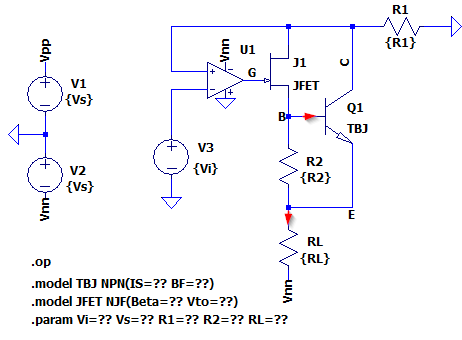 R1
{R1}
Vpp
Vnn
U1
J1
C
G
JFET
V1
{Vs}
B
Q1
TBJ
V3
{Vi}
V2
{Vs}
R2
{R2}
Vnn
E
RL
{RL}
Vnn
.op
.model TBJ NPN(IS=?? BF=??)
.model JFET NJF(Beta=?? Vto=??)
.param Vi=?? Vs=?? R1=?? R2=?? RL=??